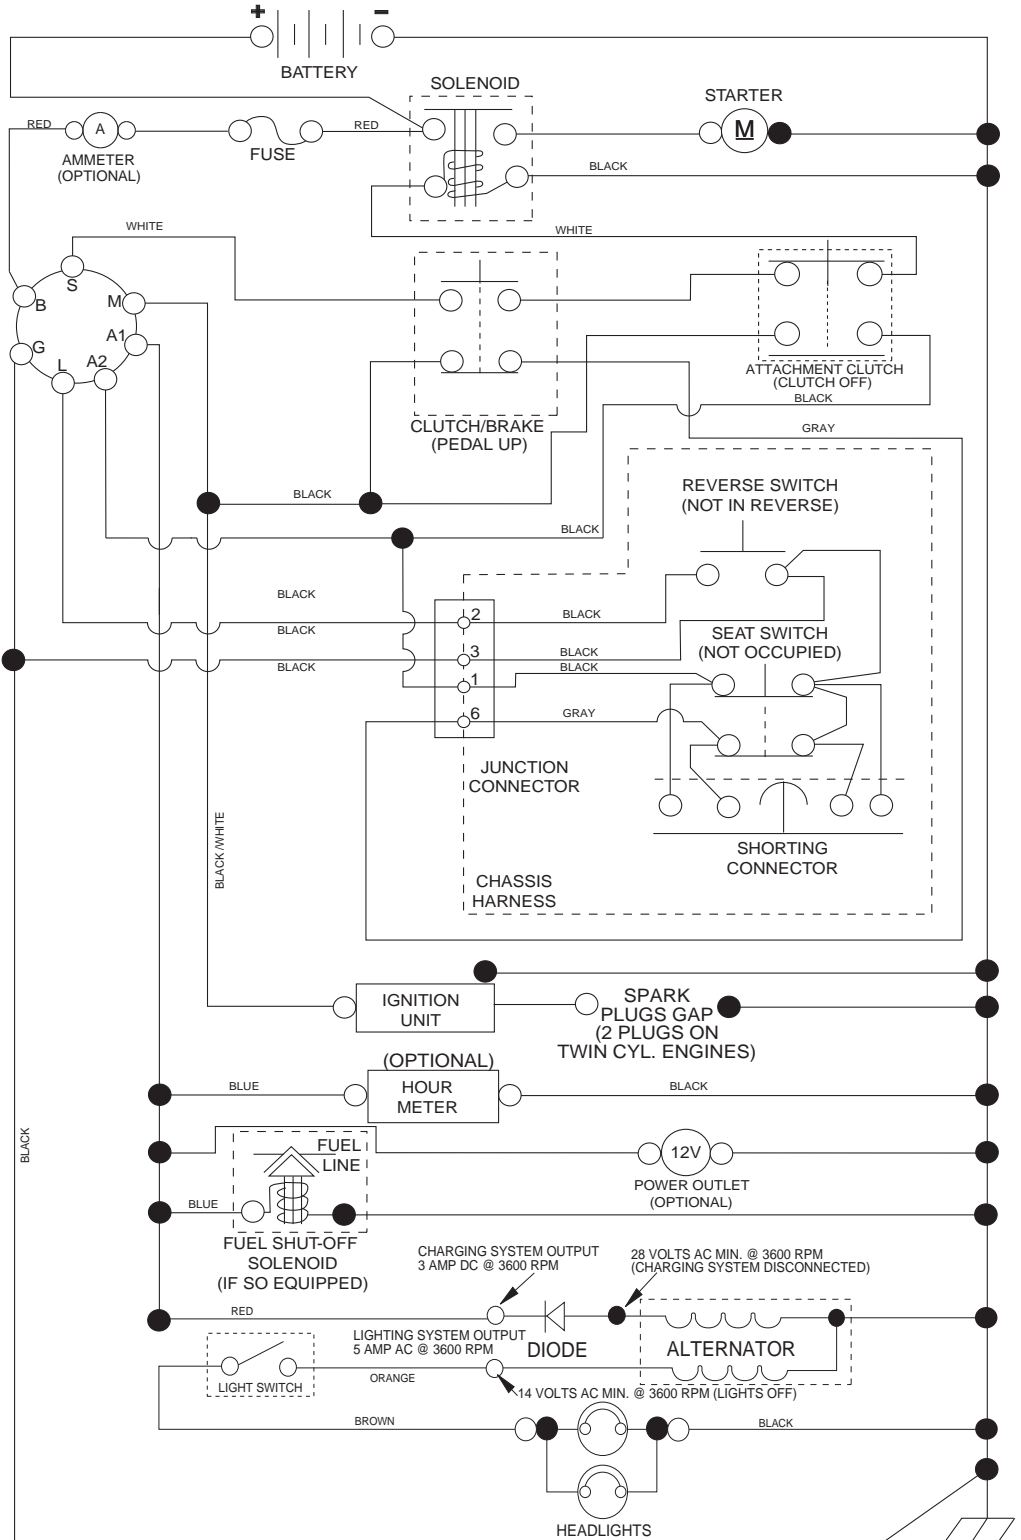 + -
BATTERY
SOLENOID
STARTER
RED
A
RED
M
FUSE
AMMETER
(OPTIONAL)
BLACK
WHITE
WHITE
S
B
M
A1
G
L
A2
ATTACHMENT CLUTCH
(CLUTCH OFF)
BLACK
CLUTCH/BRAKE
(PEDAL UP)
GRAY
REVERSE SWITCH
(NOT IN REVERSE)
BLACK
BLACK
BLACK
2
BLACK
BLACK
SEAT SWITCH
(NOT OCCUPIED)
3
BLACK
BLACK
BLACK
1
6
GRAY
JUNCTION
CONNECTOR
BLACK/WHITE
SHORTING
CONNECTOR
CHASSIS
HARNESS
IGNITION
UNIT
SPARK
PLUGS GAP
(2 PLUGS ON
TWIN CYL. ENGINES)
(OPTIONAL)
BLUE
HOUR
METER
BLACK
BLACK
FUEL
LINE
12V
POWER OUTLET
(OPTIONAL)
BLUE
FUEL SHUT-OFF
SOLENOID
(IF SO EQUIPPED)
CHARGING SYSTEM OUTPUT
3 AMP DC @ 3600 RPM
28 VOLTS AC MIN. @ 3600 RPM
(CHARGING SYSTEM DISCONNECTED)
RED
LIGHTING SYSTEM OUTPUT
5 AMP AC @ 3600 RPM
DIODE
ALTERNATOR
LIGHT SWITCH
ORANGE
14 VOLTS AC MIN. @ 3600 RPM (LIGHTS OFF)
BROWN
BLACK
HEADLIGHTS